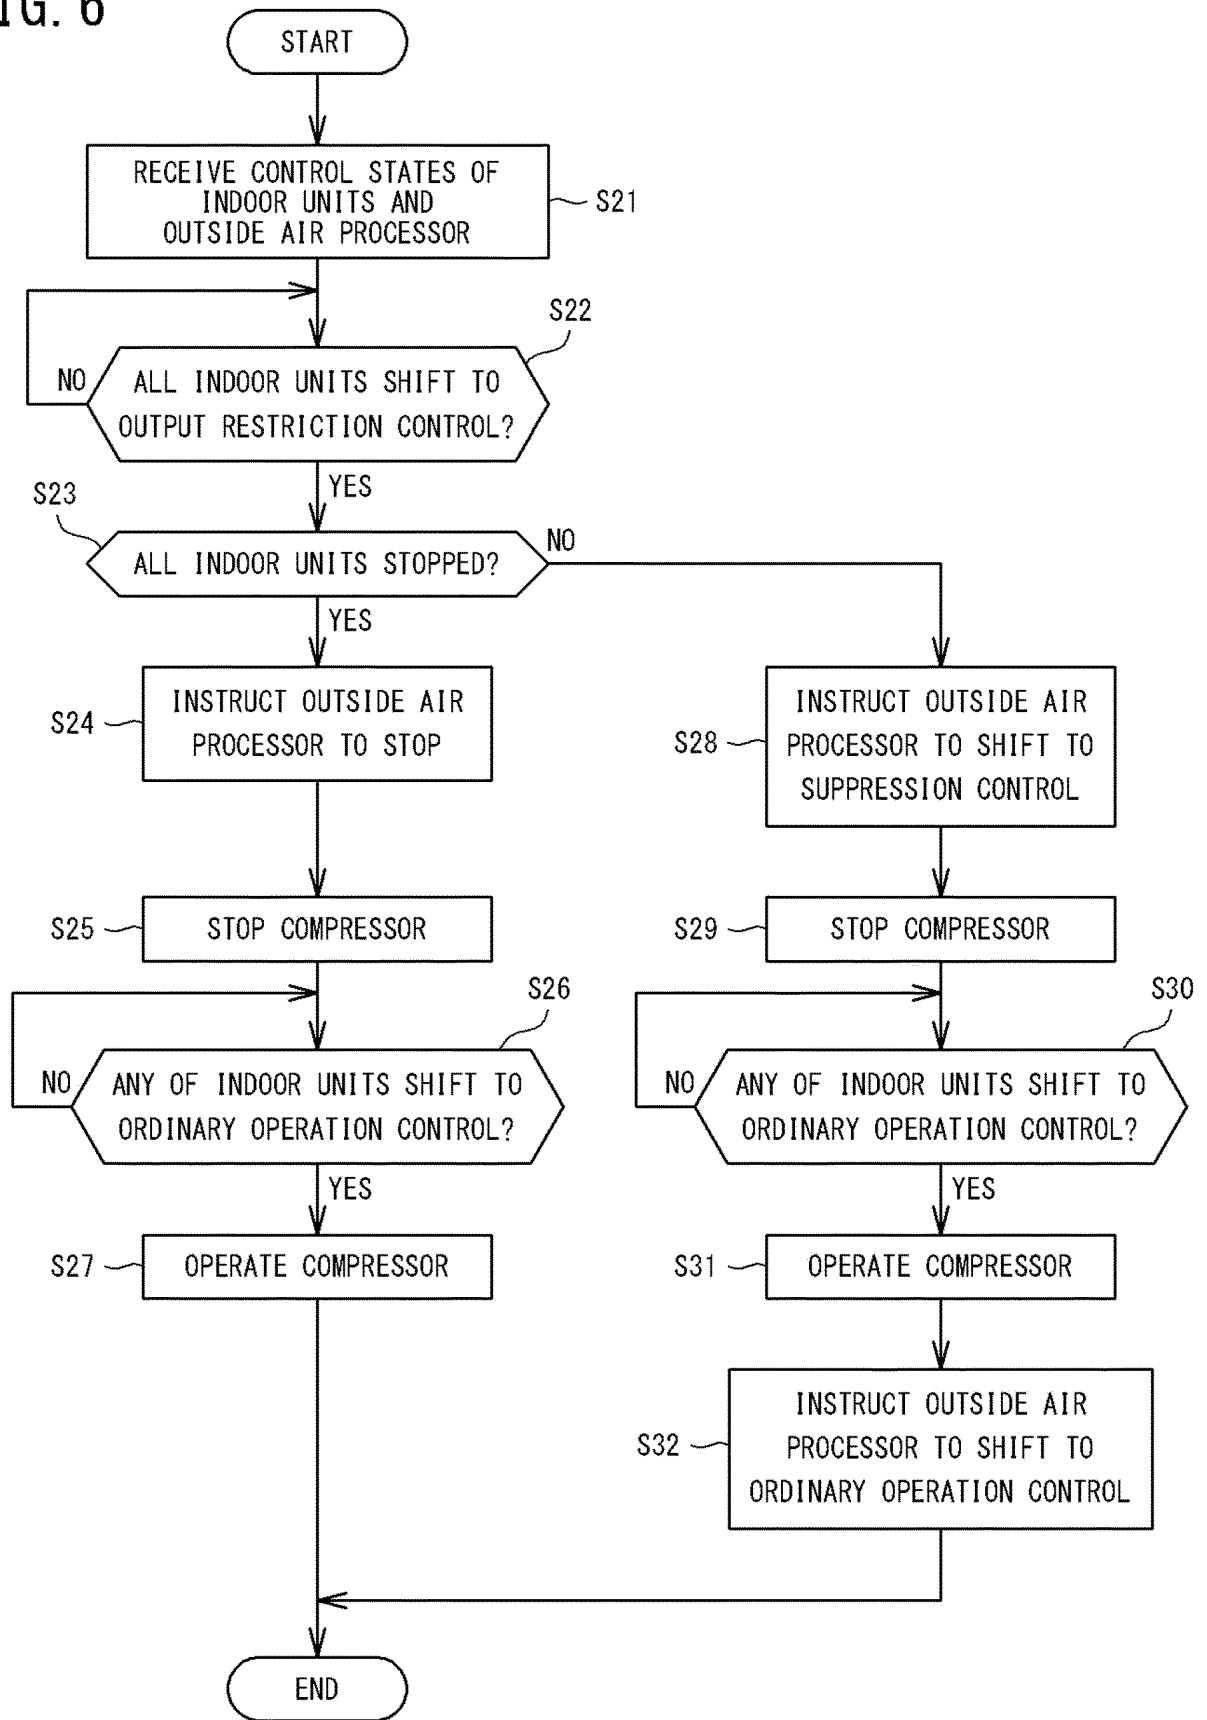 IG. 6
START
RECEIVE CONTROL STATES OF
INDOOR UNITS AND
OUTSIDE AIR PROCESSOR
S21
S22
NO
ALL INDOOR UNITS SHIFT TO
OUTPUT RESTRICTION CONTROL?
YES
S23
ALL INDOOR UNITS STOPPED?
NO
YES
S24
INSTRUCT OUTSIDE AIR
PROCESSOR TO STOP
S25
STOP COMPRESSOR
S26
NO
ANY OF INDOOR UNITS SHIFT TO
ORDINARY OPERATION CONTROL?
YES
S27
OPERATE COMPRESSOR
S28
INSTRUCT OUTSIDE AIR
PROCESSOR TO SHIFT TO
SUPPRESSION CONTROL
S29
STOP COMPRESSOR
S30
NO
ANY OF INDOOR UNITS SHIFT TO
ORDINARY OPERATION CONTROL?
YES
S31
OPERATE COMPRESSOR
S32
INSTRUCT OUTSIDE AIR
PROCESSOR TO SHIFT TO
ORDINARY OPERATION CONTROL
END